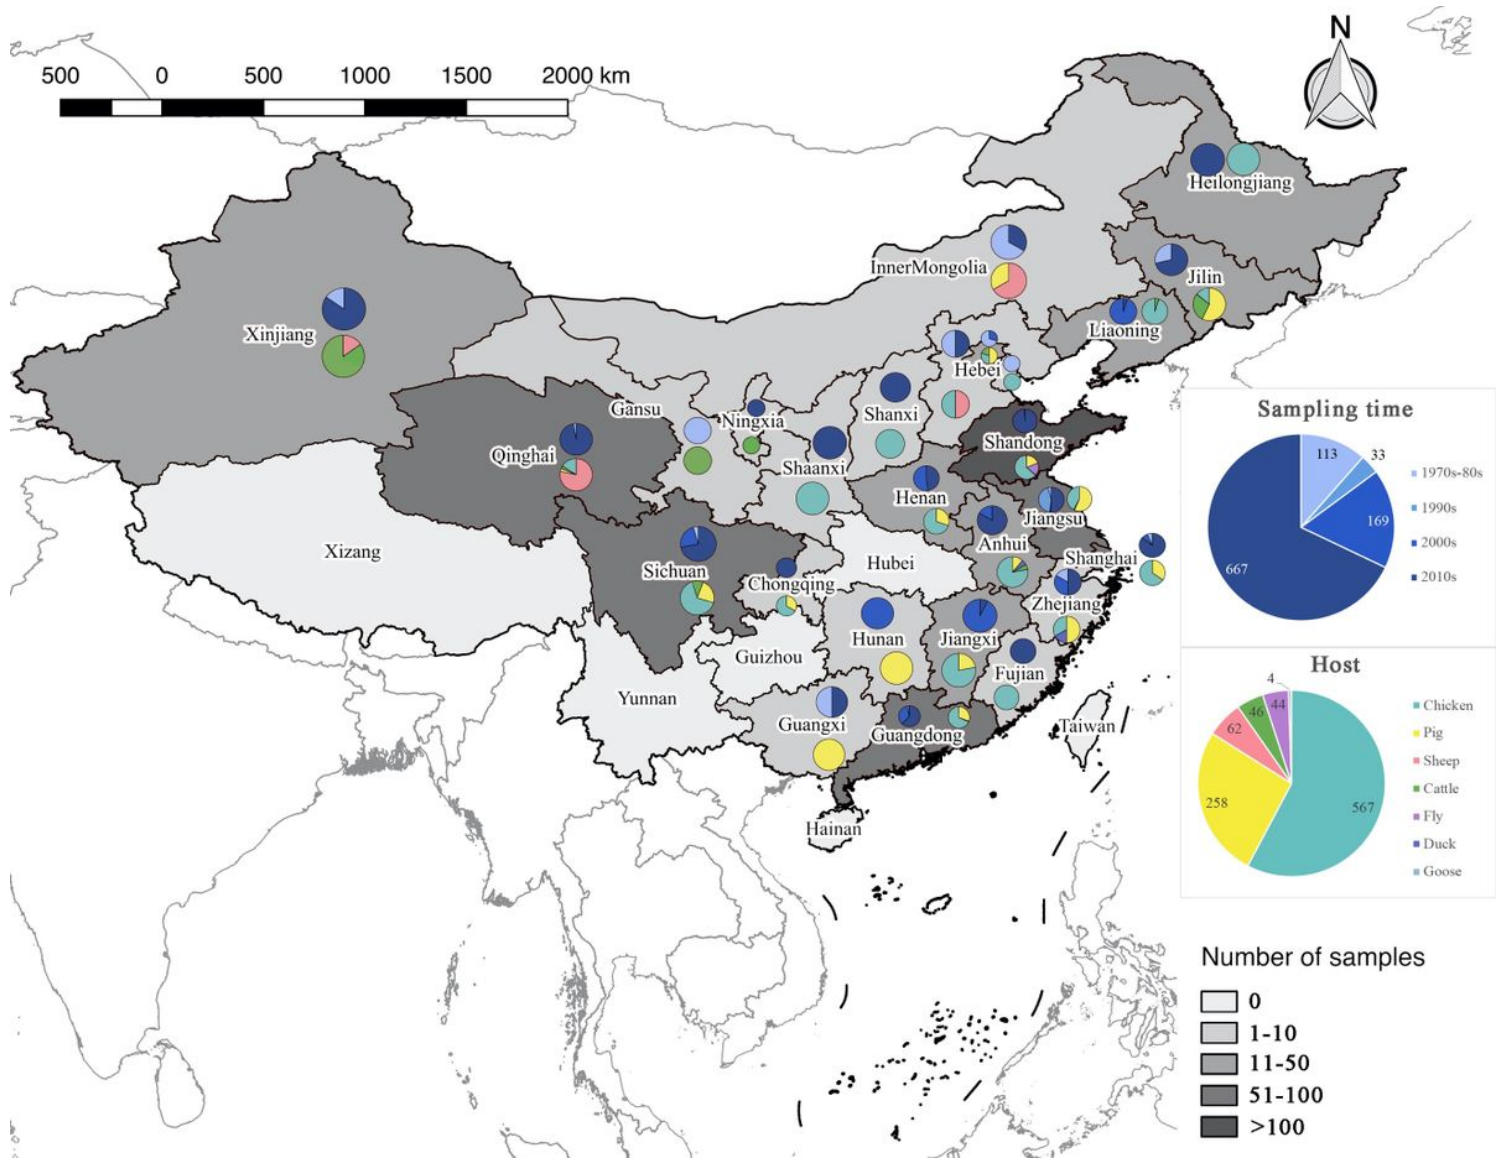 N
500 0 500 1000 1500 2000 km
Heilongjiang
InnerMongolia
Jilin
Xinjiang
Liaoning
Hebei
Gansu
Ningxia
Shanxi
Shandong
Qinghai
Shaanxi
Henan
Jiangsu
Xizang
Anhui
Hubei
Shanghai
Sichuan
Chongqing
Zhejiang
Hunan
Jiangxi
Guizhou
Fujian
Yunnan
Guangxi
Guangdong
Taiwan
Hainan
Sampling time
113
33
169
667
1970s-80s
1990s
2000s
2010s
Host
4
44
46
62
258
567
Chicken
Pig
Sheep
Cattle
Fly
Duck
Goose
Number of samples
0
1-10
11-50
51-100
>100